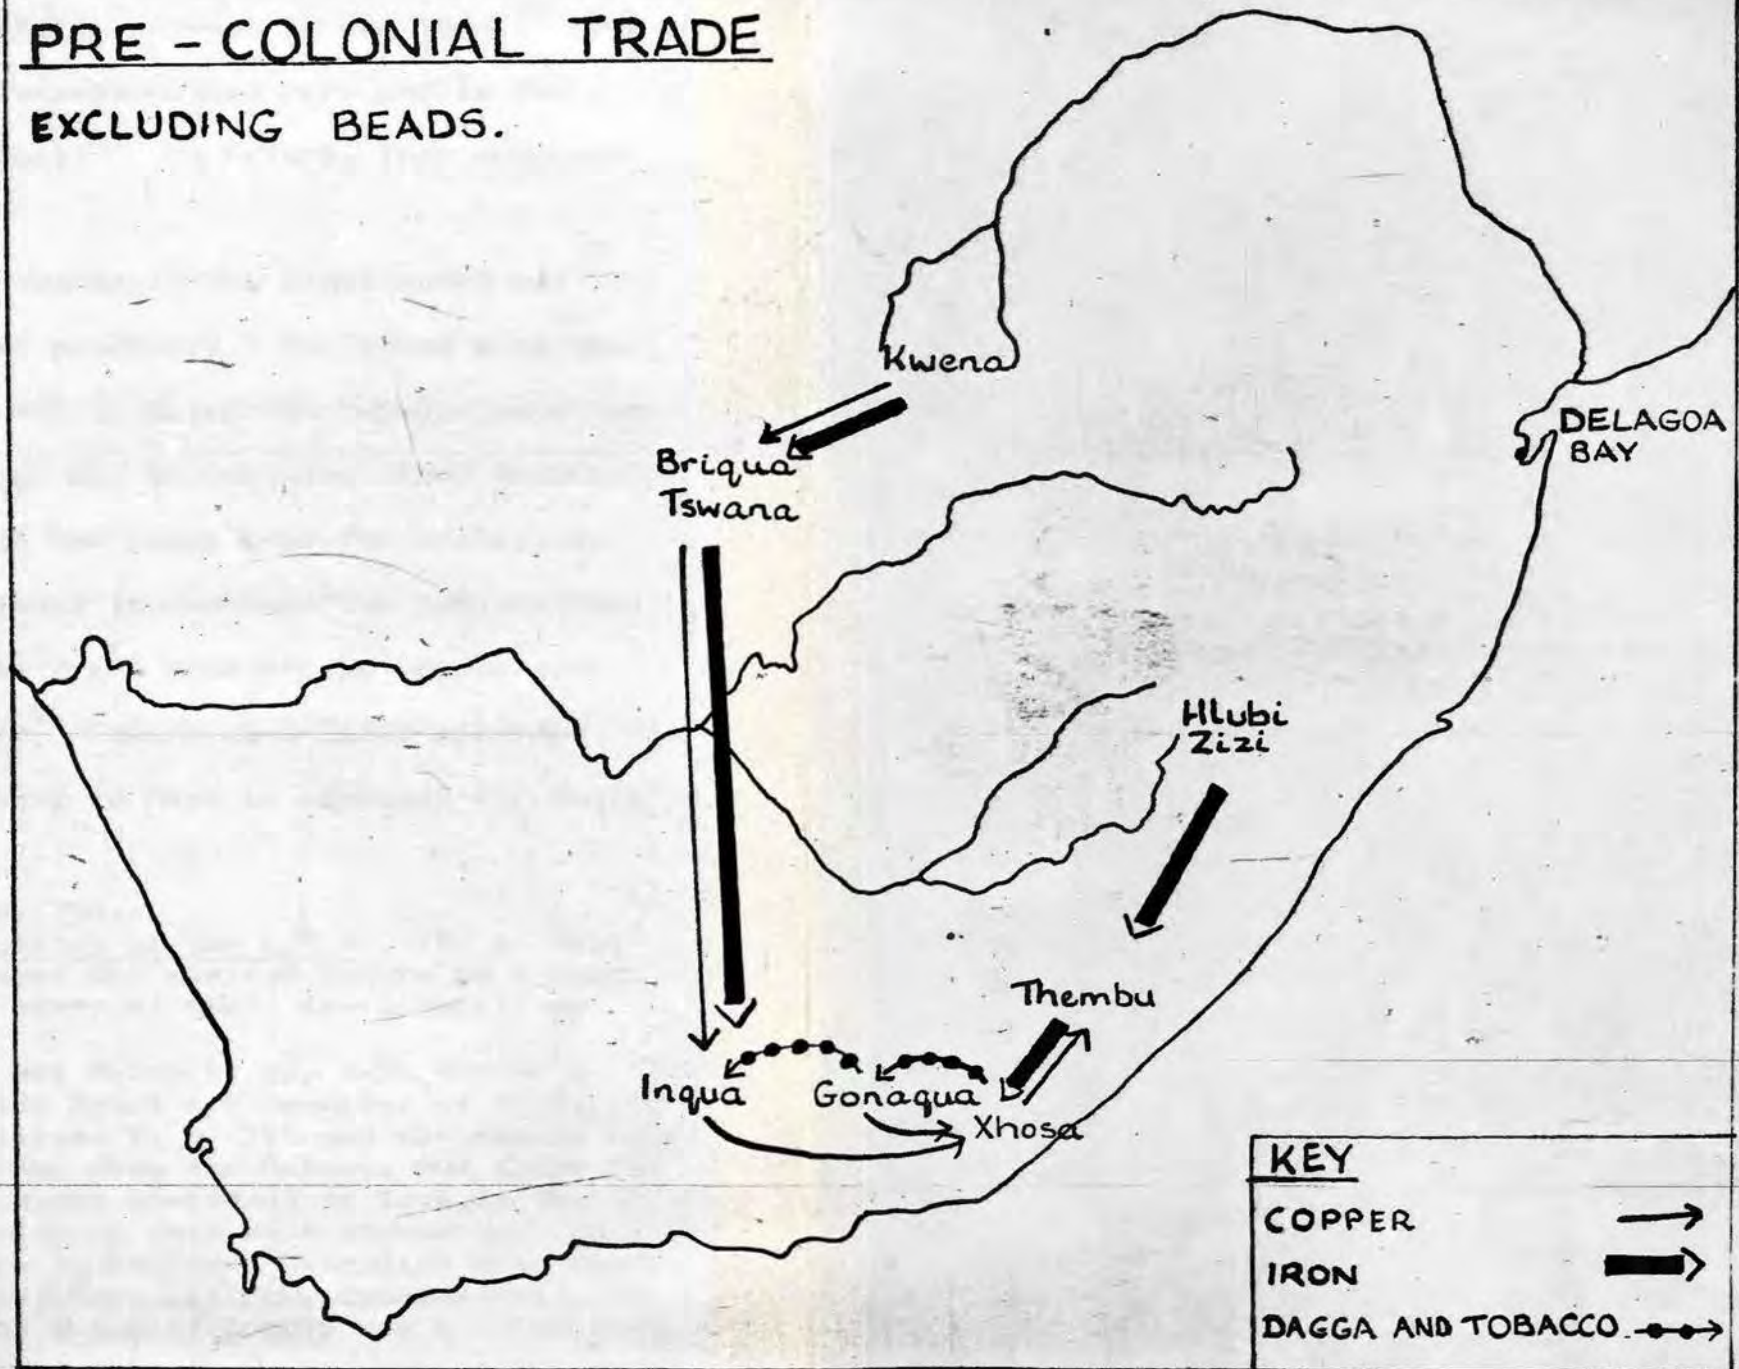 PRE - COLONIAL TRADE
EXCLUDING BEADS.
Kwena
DELAGOA
BAY
Briqua
Tswana
Hlubi
Zizi
Thembu
Inqua
Gonaqua
Xhosa
KEY
COPPER
IRON
DAGGA AND TOBACCO.